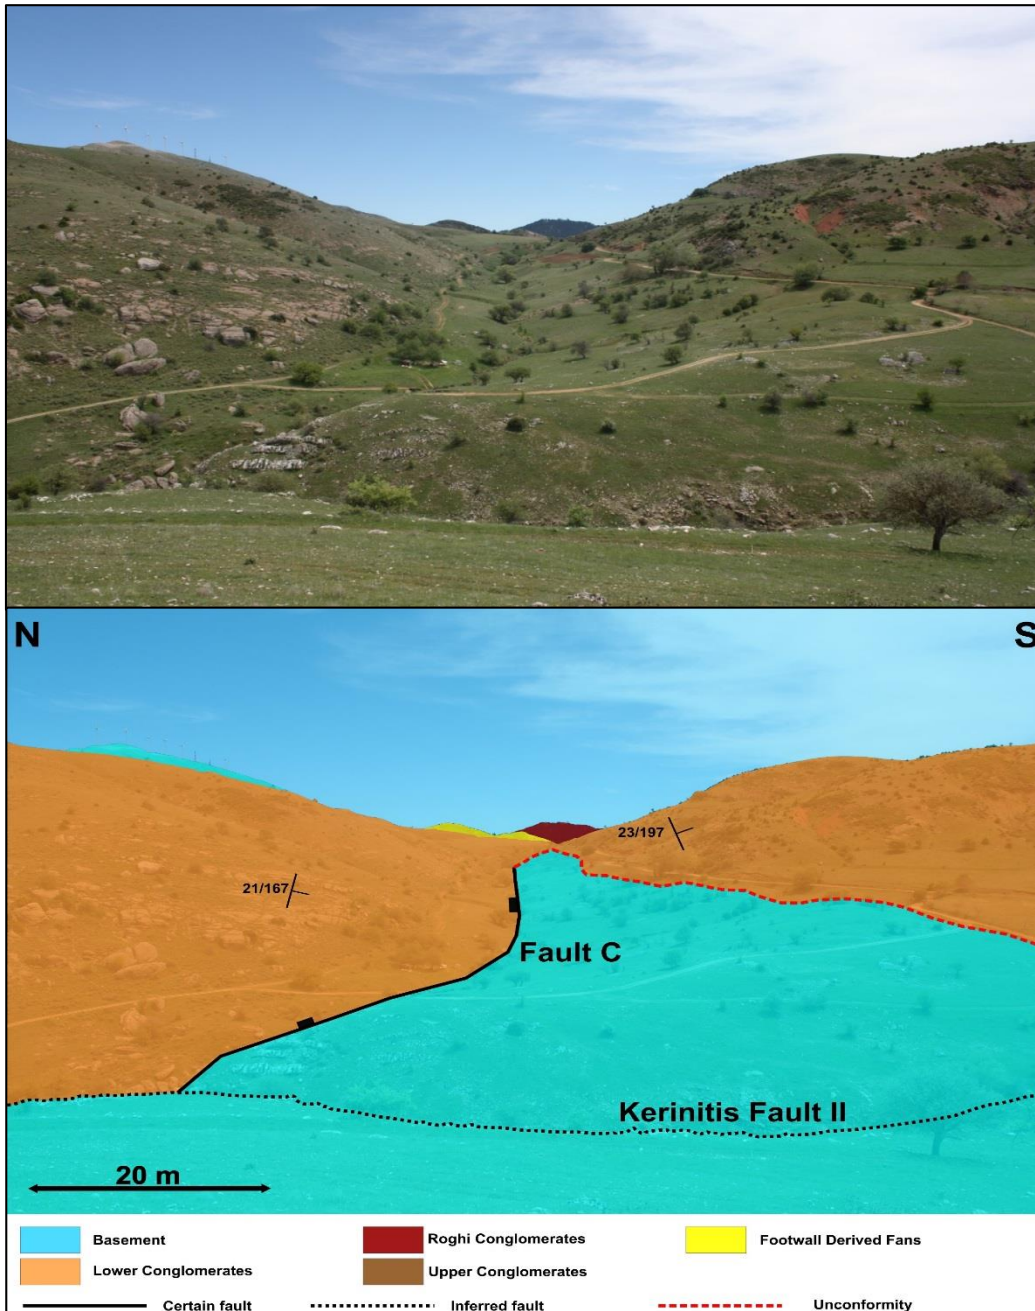 N S
23/197
21/167
Fault C
Kerinitis Fault II
20 m
Basement Roghi Conglomerates Footwall Derived Fans
Lower Conglomerates Upper Conglomerates
Certain fault Inferred fault Unconformity